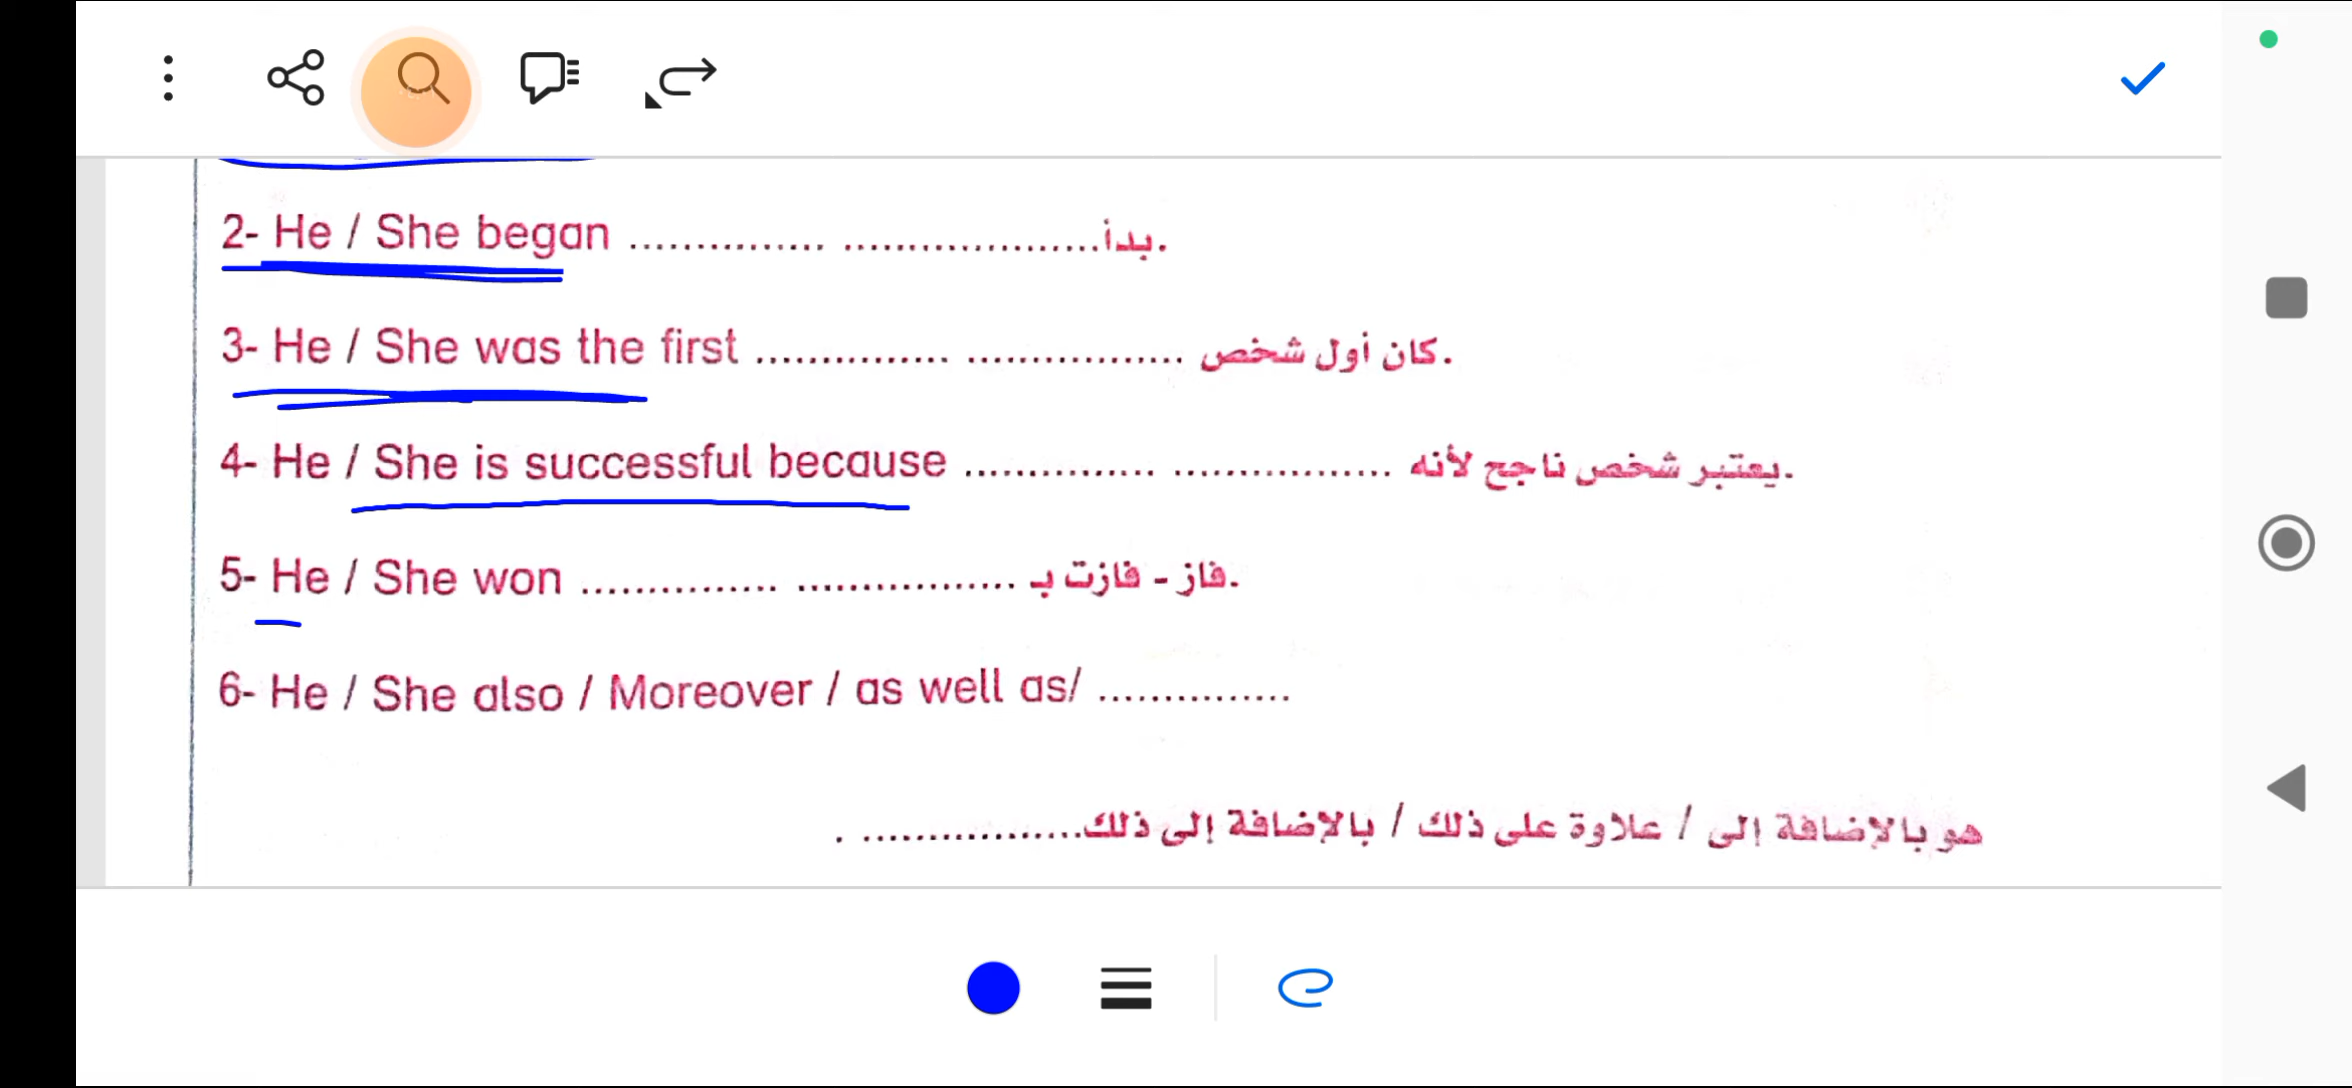 2- He / She began ............... ....................بدأ.
3- He / She was the first ............... ................. كان أول شخص.
4- He / She is successful because ............... ................. يعتبر شخص ناجح لأنه.
5- He / She won ............... ................. فاز - فازت بـ.
6- He / She also / Moreover / as well as/ ...............
هو بالإضافة إلى / علاوة على ذلك / بالإضافة إلى ذلك................. .